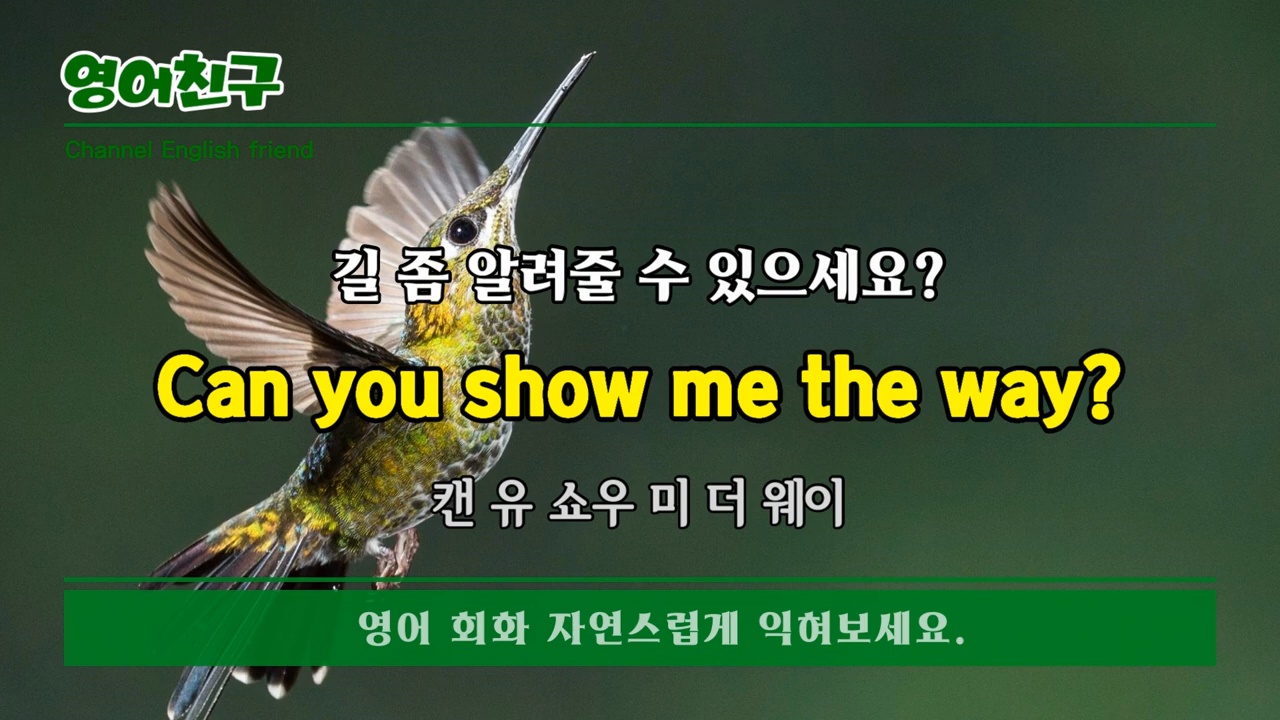 영어친구
Channel English friend
길 좀 알려줄 수 있으세요?
Can you show me the way?
캔 유 쇼우 미 더 웨이
영어 회화 자연스럽게 익혀보세요.